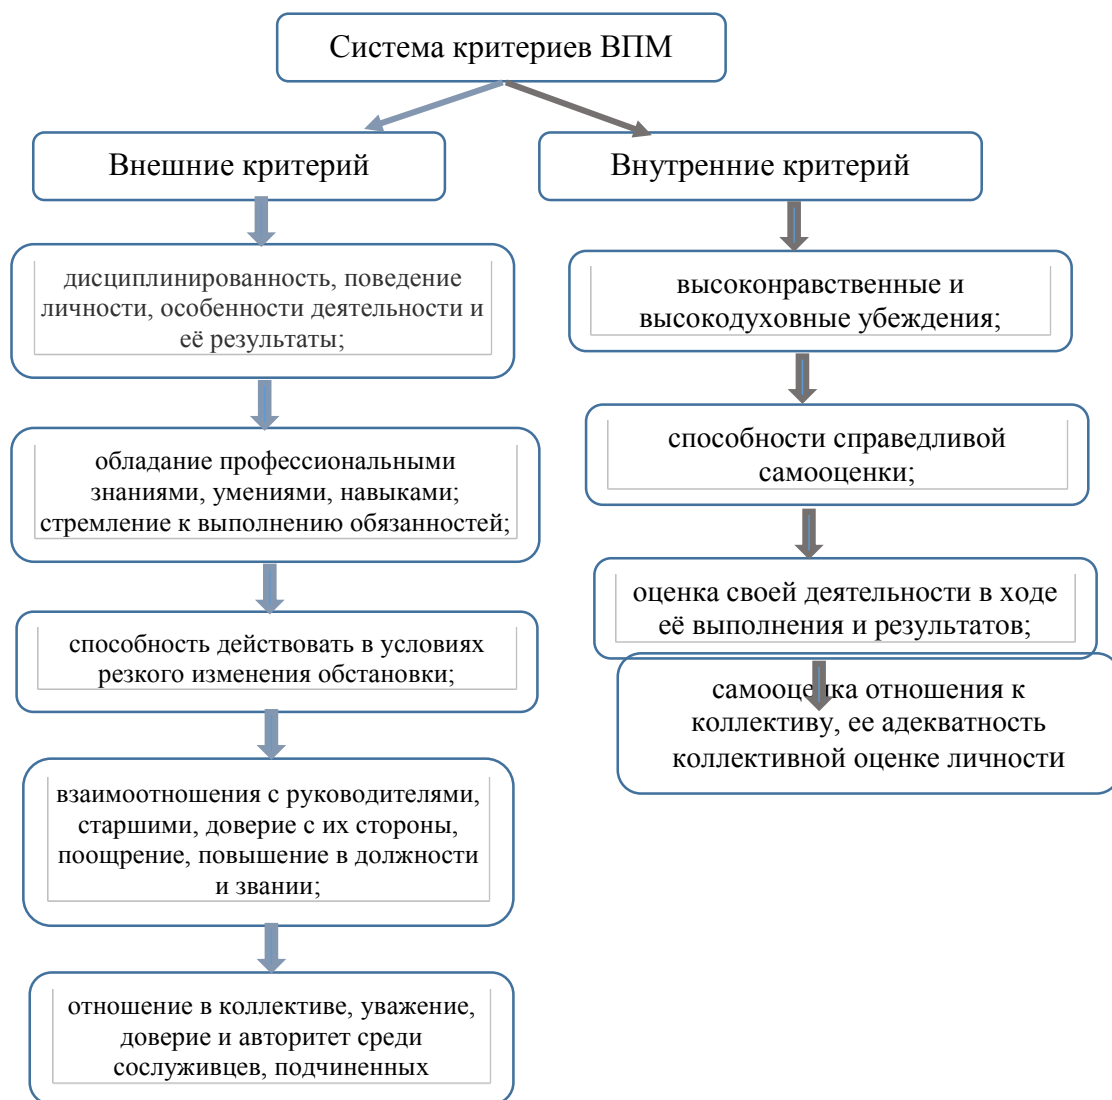 Система критериев ВПМ
Внешние критерий
дисциплинированность, поведение
личности, особенности деятельности и
её результаты;
обладание профессиональными
знаниями, умениями, навыками;
стремление к выполнению обязанностей;
способность действовать в условиях
резкого изменения обстановки;
взаимоотношения с руководителями,
старшими, доверие с их стороны,
поощрение, повышение в должности
и звании;
отношение в коллективе, уважение,
доверие и авторитет среди
сослуживцев, подчиненных
Внутренние критерий
высоконравственные и
высокодуховные убеждения;
способности справедливой
самооценки;
оценка своей деятельности в ходе
её выполнения и результатов;
самооценка отношения к
коллективу, ее адекватность
коллективной оценке личности